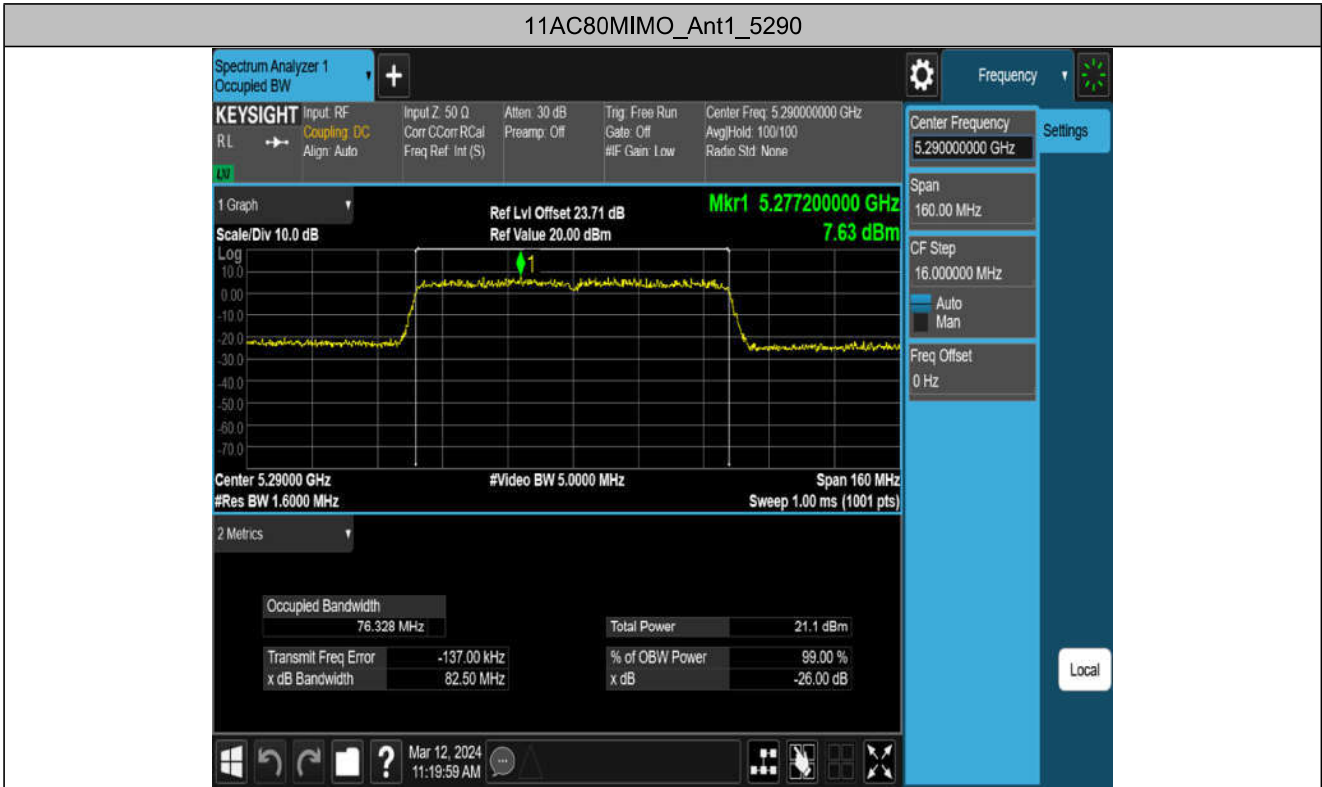 11AC80MIMO_Ant1_5290
Spectrum Analyzer 1
Occupied BW
Frequency
KEYSIGHT
RL
LXI
Input: RF
Coupling: DC
Align: Auto
Input Z: 50 Ω
Corr CCorr RCal
Freq Ref: Int (S)
Atten: 30 dB
Preamp: Off
Trig: Free Run
Gate: Off
#IF Gain: Low
Center Freq: 5.290000000 GHz
Avg|Hold: 100/100
Radio Std: None
Center Frequency
5.290000000 GHz
Settings
Span
160.00 MHz
CF Step
16.000000 MHz
Auto
Man
Freq Offset
0 Hz
1 Graph
Scale/Div 10.0 dB
Ref Lvl Offset 23.71 dB
Ref Value 20.00 dBm
Mkr1 5.277200000 GHz
7.63 dBm
Log
1
10.0
0.00
-10.0
-20.0
-30.0
-40.0
-50.0
-60.0
-70.0
Center 5.29000 GHz
#Video BW 5.0000 MHz
Span 160 MHz
#Res BW 1.6000 MHz
Sweep 1.00 ms (1001 pts)
2 Metrics
Occupied Bandwidth
76.328 MHz
Total Power 21.1 dBm
Transmit Freq Error -137.00 kHz
% of OBW Power 99.00 %
x dB Bandwidth 82.50 MHz
x dB -26.00 dB
Local
?
Mar 12, 2024
11:19:59 AM